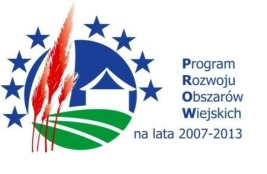 Program
Rozwoju
Obszarów
Wiejskich
na lata 2007-2013